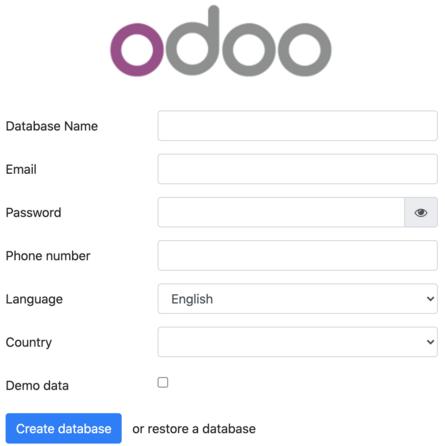 odoo
Database Name
Email
Password
Phone number
Language English
Country
Demo data
Create database or restore a database